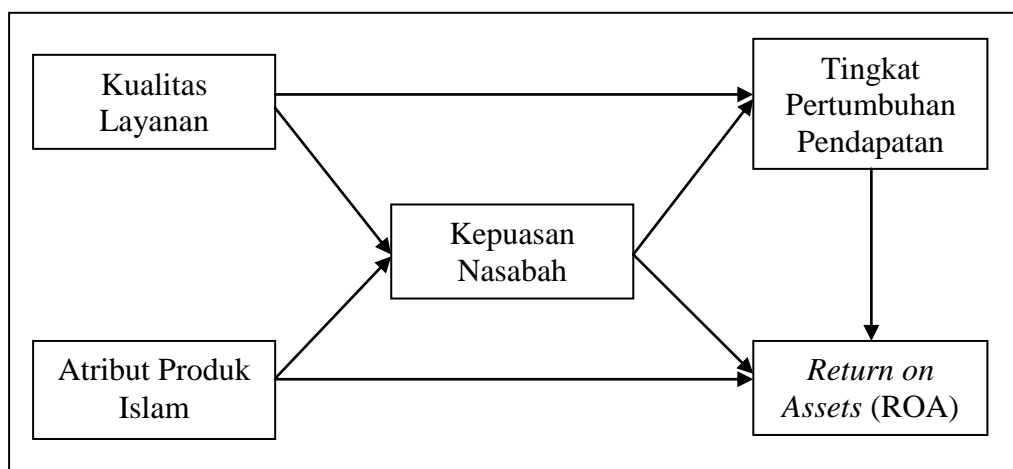 Kualitas
Layanan
Tingkat
Pertumbuhan
Pendapatan
Kepuasan
Nasabah
Atribut Produk
Islam
Return on
Assets (ROA)